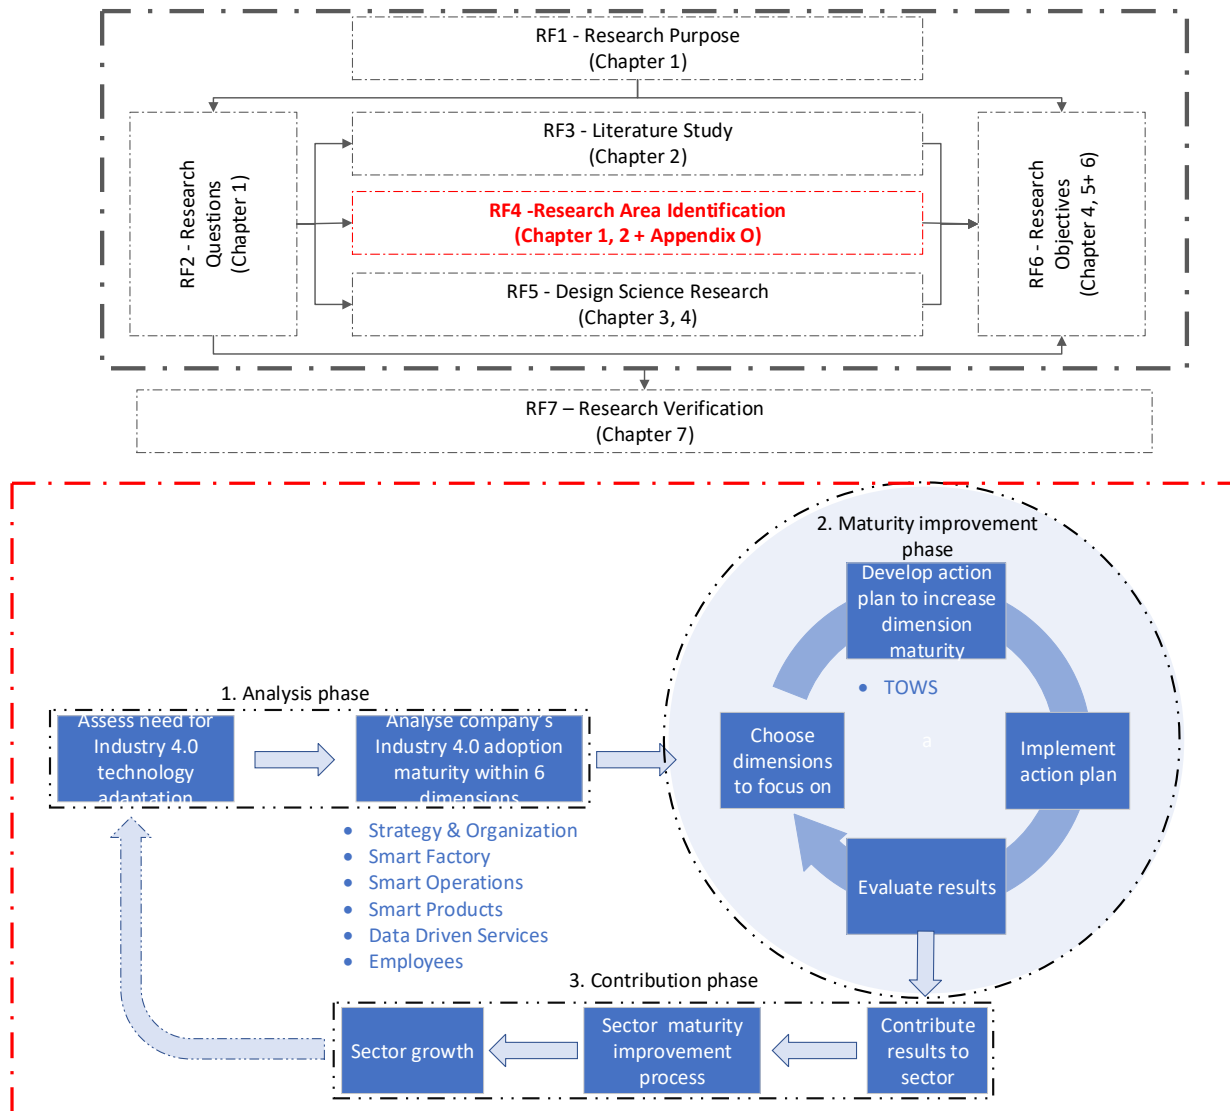 RF1 - Research Purpose
(Chapter 1)
RF2 - Research
Questions
(Chapter 1)
RF3 - Literature Study
(Chapter 2)
RF4 -Research Area Identification
(Chapter 1, 2 + Appendix O)
RF5 - Design Science Research
(Chapter 3, 4)
RF6 - Research
Objectives
(Chapter 4, 5+ 6)
RF7 – Research Verification
(Chapter 7)
1. Analysis phase
Assess need for
Industry 4.0
technology
adaptation
Analyse company's
Industry 4.0 adoption
maturity within 6
dimensions
• Strategy & Organization
• Smart Factory
• Smart Operations
• Smart Products
• Data Driven Services
• Employees
2. Maturity improvement
phase
Develop action
plan to increase
dimension
maturity
• TOWS
a
Choose
dimensions
to focus on
Implement
action plan
Evaluate results
3. Contribution phase
Sector growth
Sector maturity
improvement
process
Contribute
results to
sector